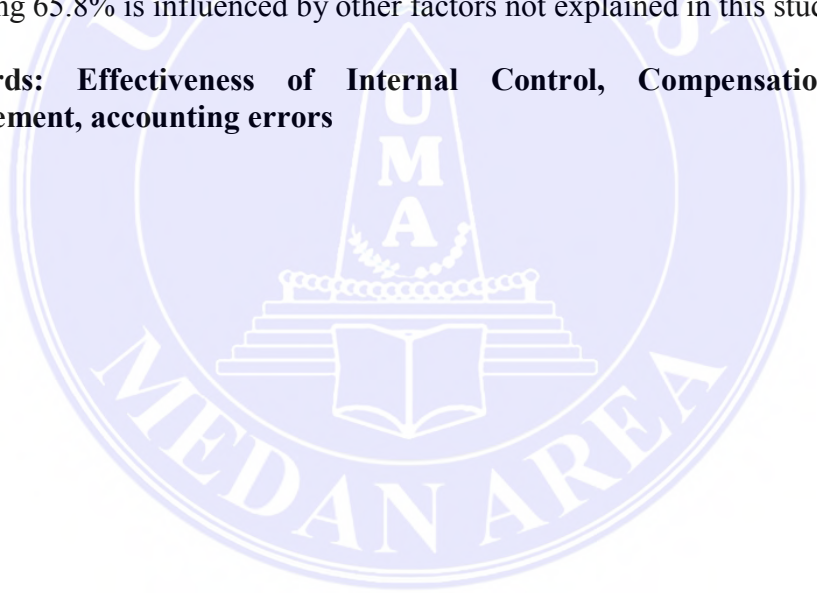 ng 65.8% is influenced by other factors not explained in this stud
rds: Effectiveness of Internal Control, Compensatio
ement, accounting errors
UMA
MEDAN AREA